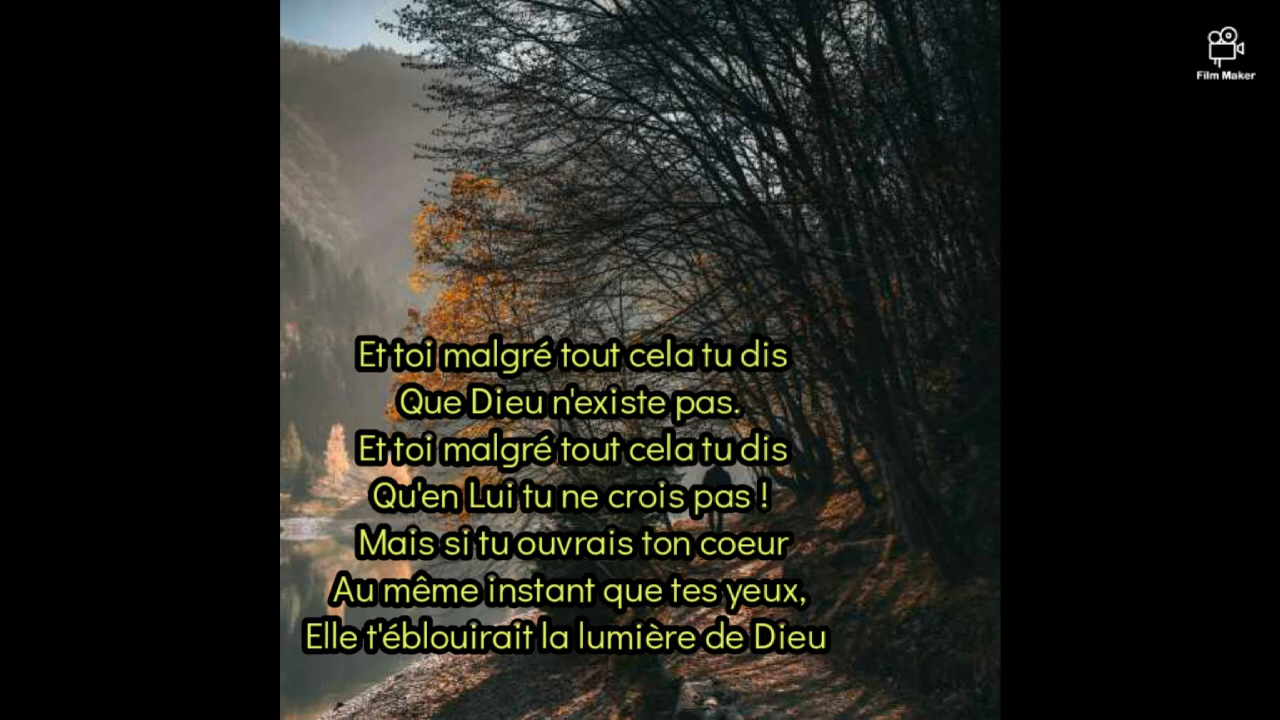 Film Maker
Et toi malgré tout cela tu dis
Que Dieu n'existe pas.
Et toi malgré tout cela tu dis
Qu'en Lui tu ne crois pas !
Mais si tu ouvrais ton coeur
Au même instant que tes yeux,
Elle t'éblouirait la lumière de Dieu